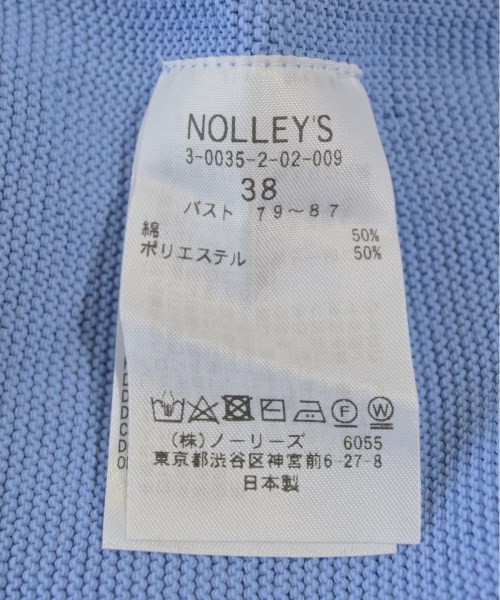 NOLLEY'S
3-0035-2-02-009
38
バスト 79~87
綿 50%
ポリエステル 50%
F W
(株)ノーリーズ 6055
東京都渋谷区神宮前6-27-8
日本製